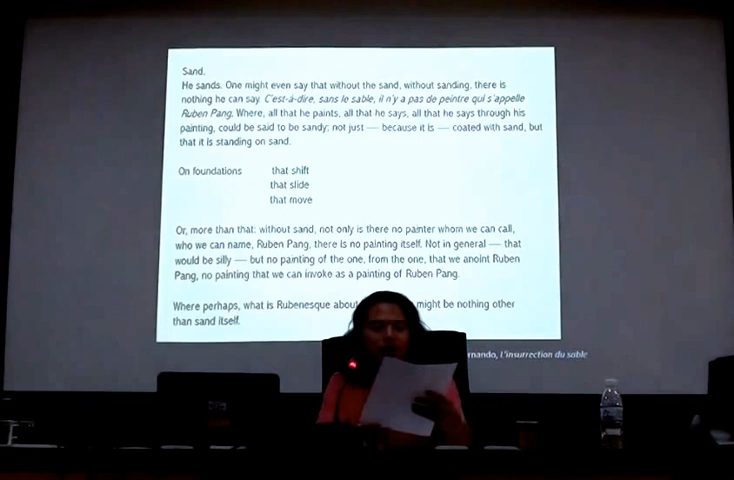 Sand.
He sands. One might even say that without the sand, without sanding, there is
nothing he can say. C'est-à-dire, sans le sable, il n'y a pas de peintre qui s'appelle
Ruben Pang. Where, all that he paints, all that he says, all that he says through his
painting, could be said to be sandy; not just — because it is — coated with sand, but
that it is standing on sand.
On foundations that shift
that slide
that move
Or, more than that: without sand, not only is there no painter whom we can call,
who we can name, Ruben Pang, there is no painting itself. Not in general — that
would be silly — but no painting of the one, from the one, that we anoint Ruben
Pang, no painting that we can invoke as a painting of Ruben Pang.
Where perhaps, what is Rubenesque about might be nothing other
than sand itself.
L'insurrection du sable